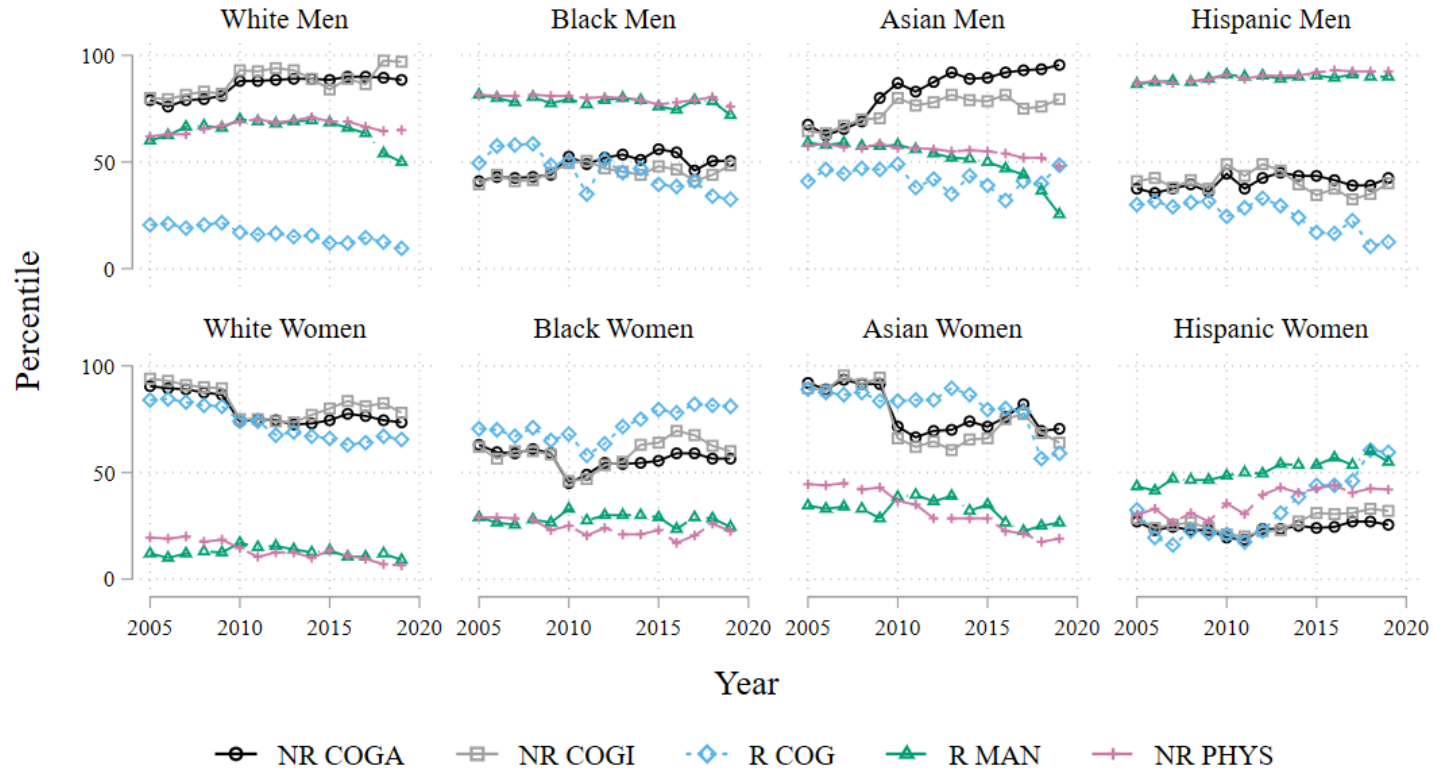 White Men Black Men Asian Men Hispanic Men
100
50
0
White Women Black Women Asian Women Hispanic Women
100
50
0
Percentile
2005 2010 2015 2020 2005 2010 2015 2020 2005 2010 2015 2020 2005 2010 2015 2020
Year
NR COGA NR COGI R COG R MAN NR PHYS